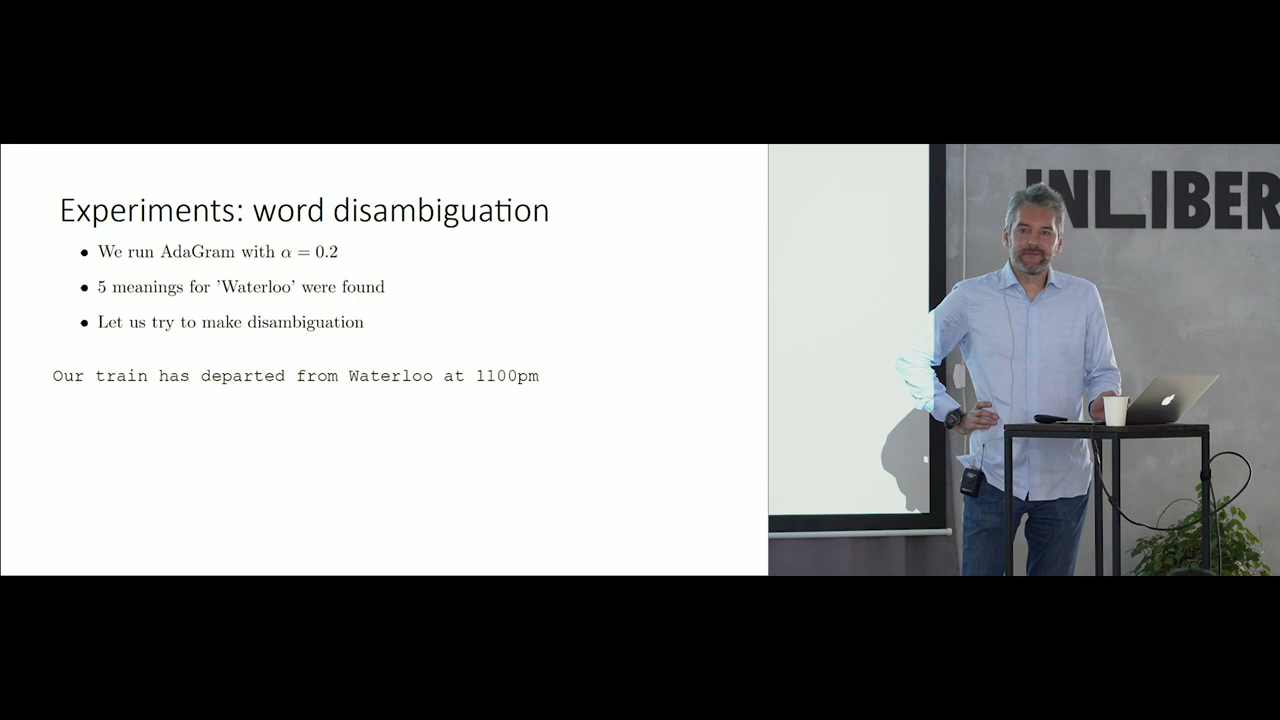 Experiments: word disambiguation
• We run AdaGram with α = 0.2
• 5 meanings for 'Waterloo' were found
• Let us try to make disambiguation
Our train has departed from Waterloo at 1100pm
INLIBER